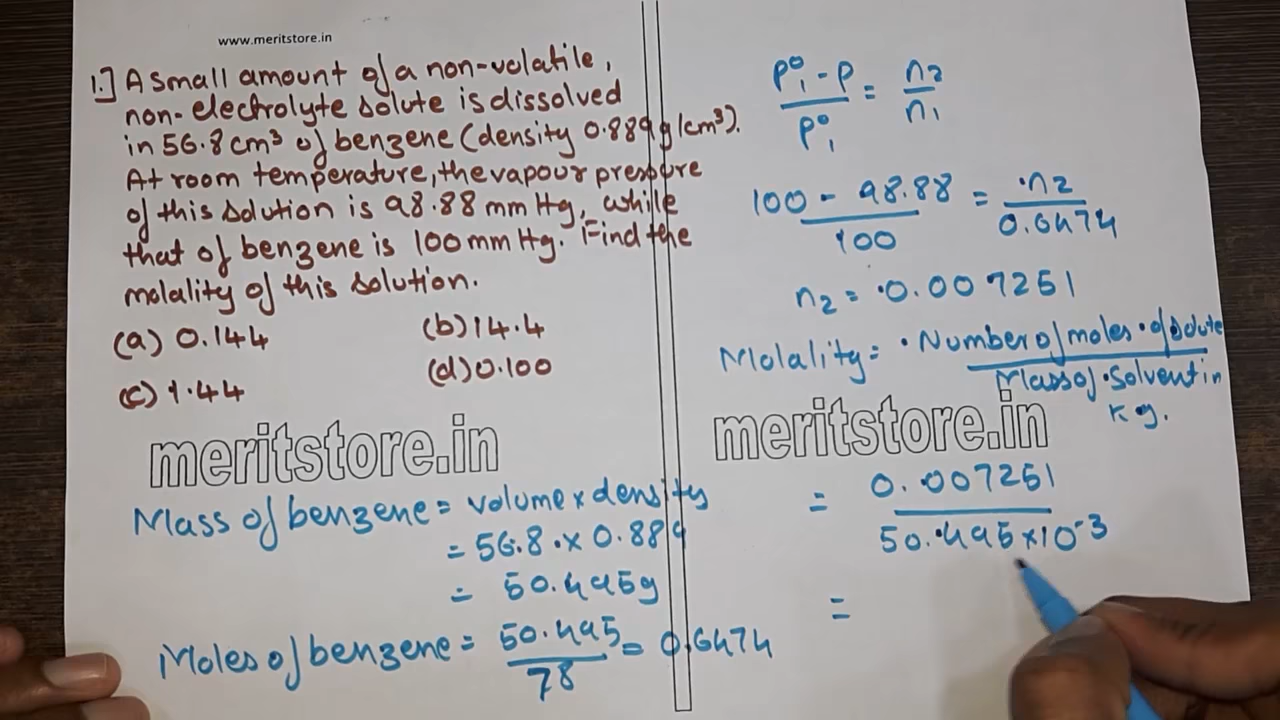 www.meritstore.in
1.] A small amount of a non-volatile,
non-electrolyte solute is dissolved
in 56.8 cm³ of benzene (density 0.889 g/cm³).
At room temperature, the vapour pressure
of this solution is 98.88 mm Hg, while
that of benzene is 100 mm Hg. Find the
molality of this solution.
(a) 0.144 (b) 14.4
(c) 1.44 (d) 0.100
meritstore.in
Mass of benzene = volume × density
= 56.8 × 0.889
= 50.495g
Moles of benzene = 50.495 / 78 = 0.6474
P₁⁰ - P / P₁⁰ = n₂ / n₁
100 - 98.88 / 100 = n₂ / 0.6474
n₂ = 0.007251
Molality = Number of moles of solute
Mass of solvent in
kg.
meritstore.in
= 0.007251
50.495 × 10⁻³
=